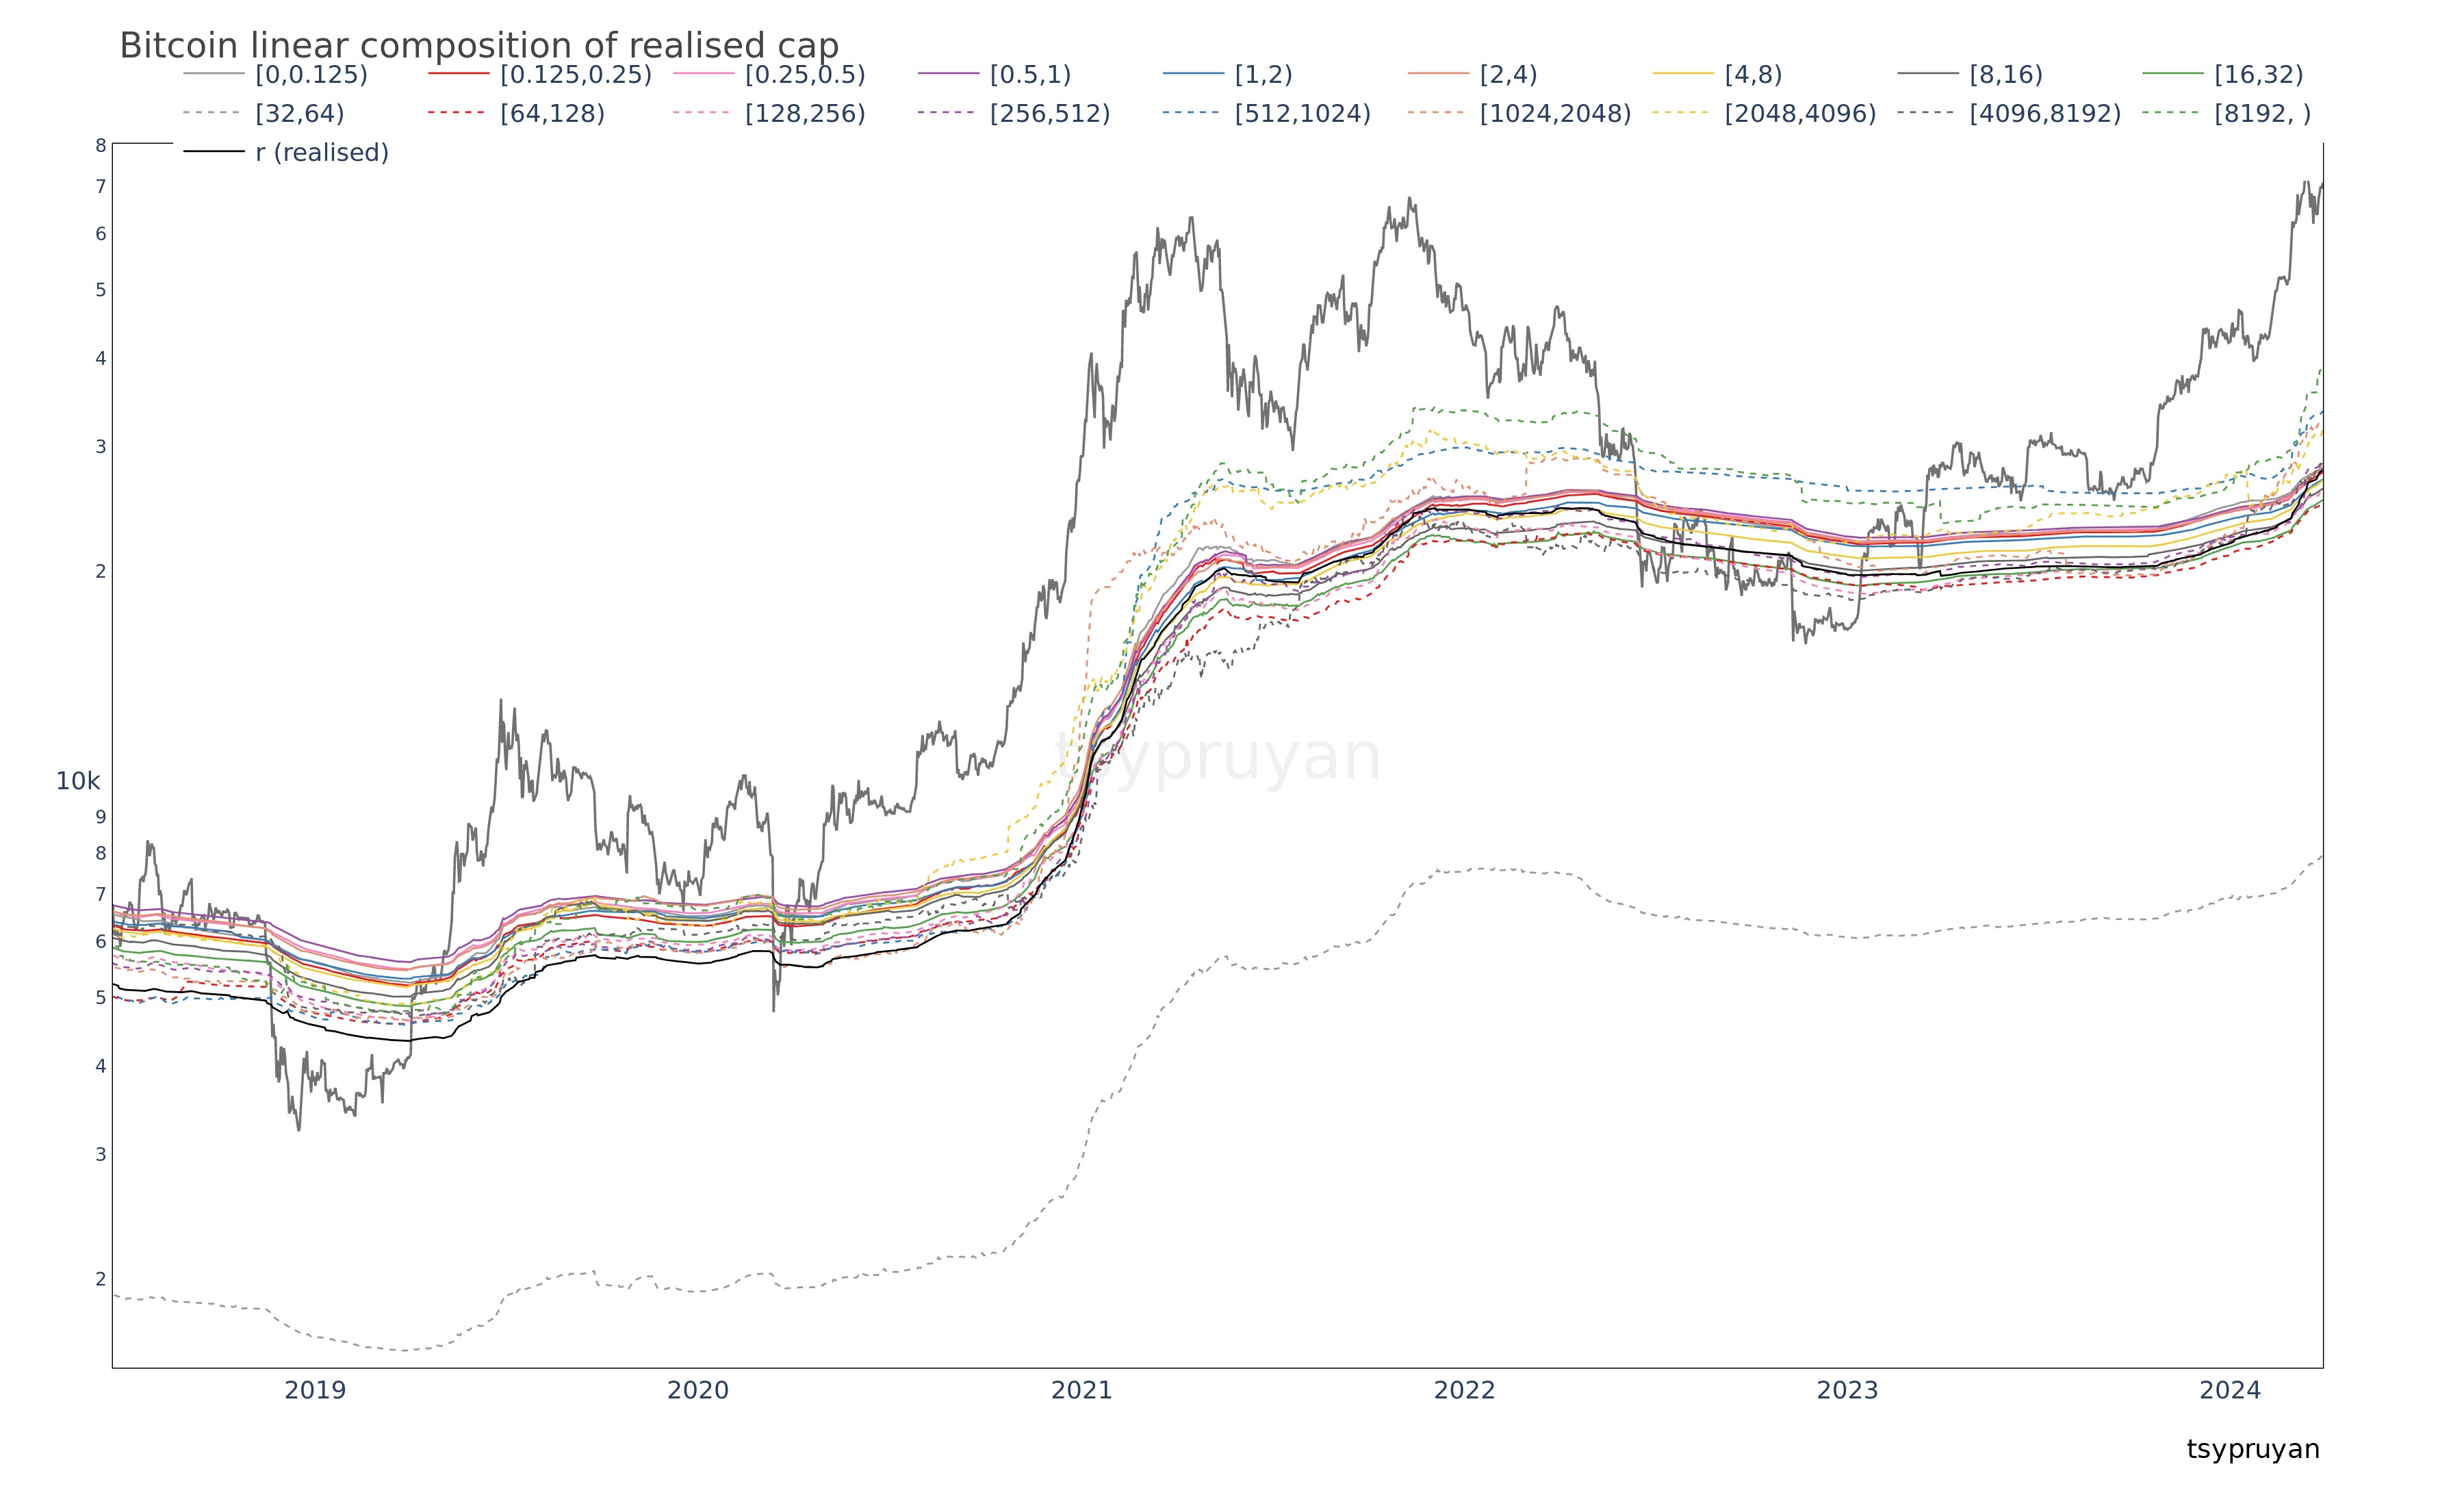 Bitcoin linear composition of realised cap
[0,0.125) [0.125,0.25) [0.25,0.5) [0.5,1) [1,2) [2,4) [4,8) [8,16) [16,32)
[32,64) [64,128) [128,256) [256,512) [512,1024) [1024,2048) [2048,4096) [4096,8192) [8192, )
r (realised)
8
7
6
5
4
3
2
tsypruyan
10k
9
8
7
6
5
4
3
2
2019 2020 2021 2022 2023 2024
tsypruyan